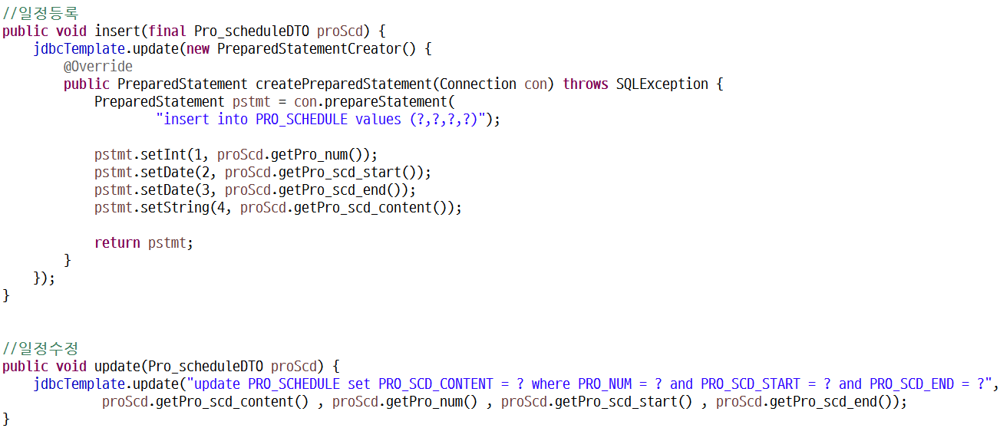 //일정등록
public void insert(final Pro_scheduleDTO proScd) {
    jdbcTemplate.update(new PreparedStatementCreator() {
        @Override
        public PreparedStatement createPreparedStatement(Connection con) throws SQLException {
            PreparedStatement pstmt = con.prepareStatement(
                    "insert into PRO_SCHEDULE values (?,?,?,?)");
            pstmt.setInt(1, proScd.getPro_num());
            pstmt.setDate(2, proScd.getPro_scd_start());
            pstmt.setDate(3, proScd.getPro_scd_end());
            pstmt.setString(4, proScd.getPro_scd_content());
            return pstmt;
        }
    });
}
//일정수정
public void update(Pro_scheduleDTO proScd) {
    jdbcTemplate.update("update PRO_SCHEDULE set PRO_SCD_CONTENT = ? where PRO_NUM = ? and PRO_SCD_START = ? and PRO_SCD_END = ?",
             proScd.getPro_scd_content() , proScd.getPro_num() , proScd.getPro_scd_start() , proScd.getPro_scd_end());
}